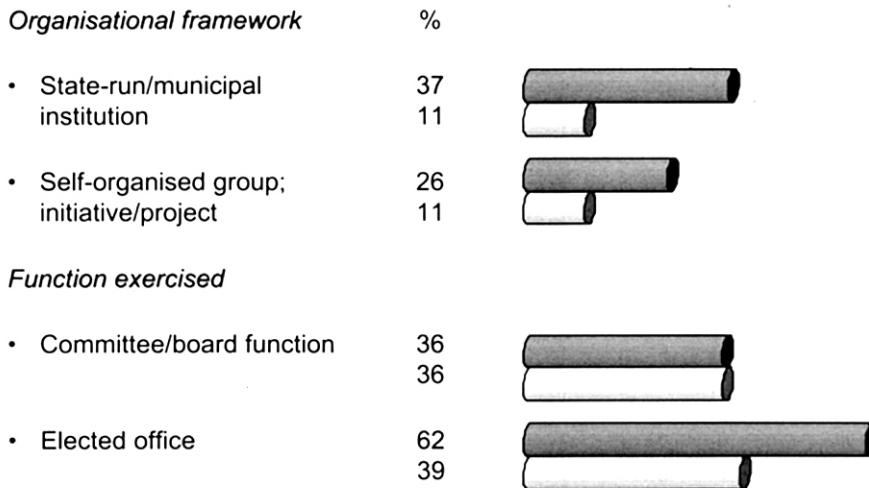 Organisational framework %
• State-run/municipal 37
institution 11
• Self-organised group; 26
initiative/project 11
Function exercised
• Committee/board function 36
36
• Elected office 62
39